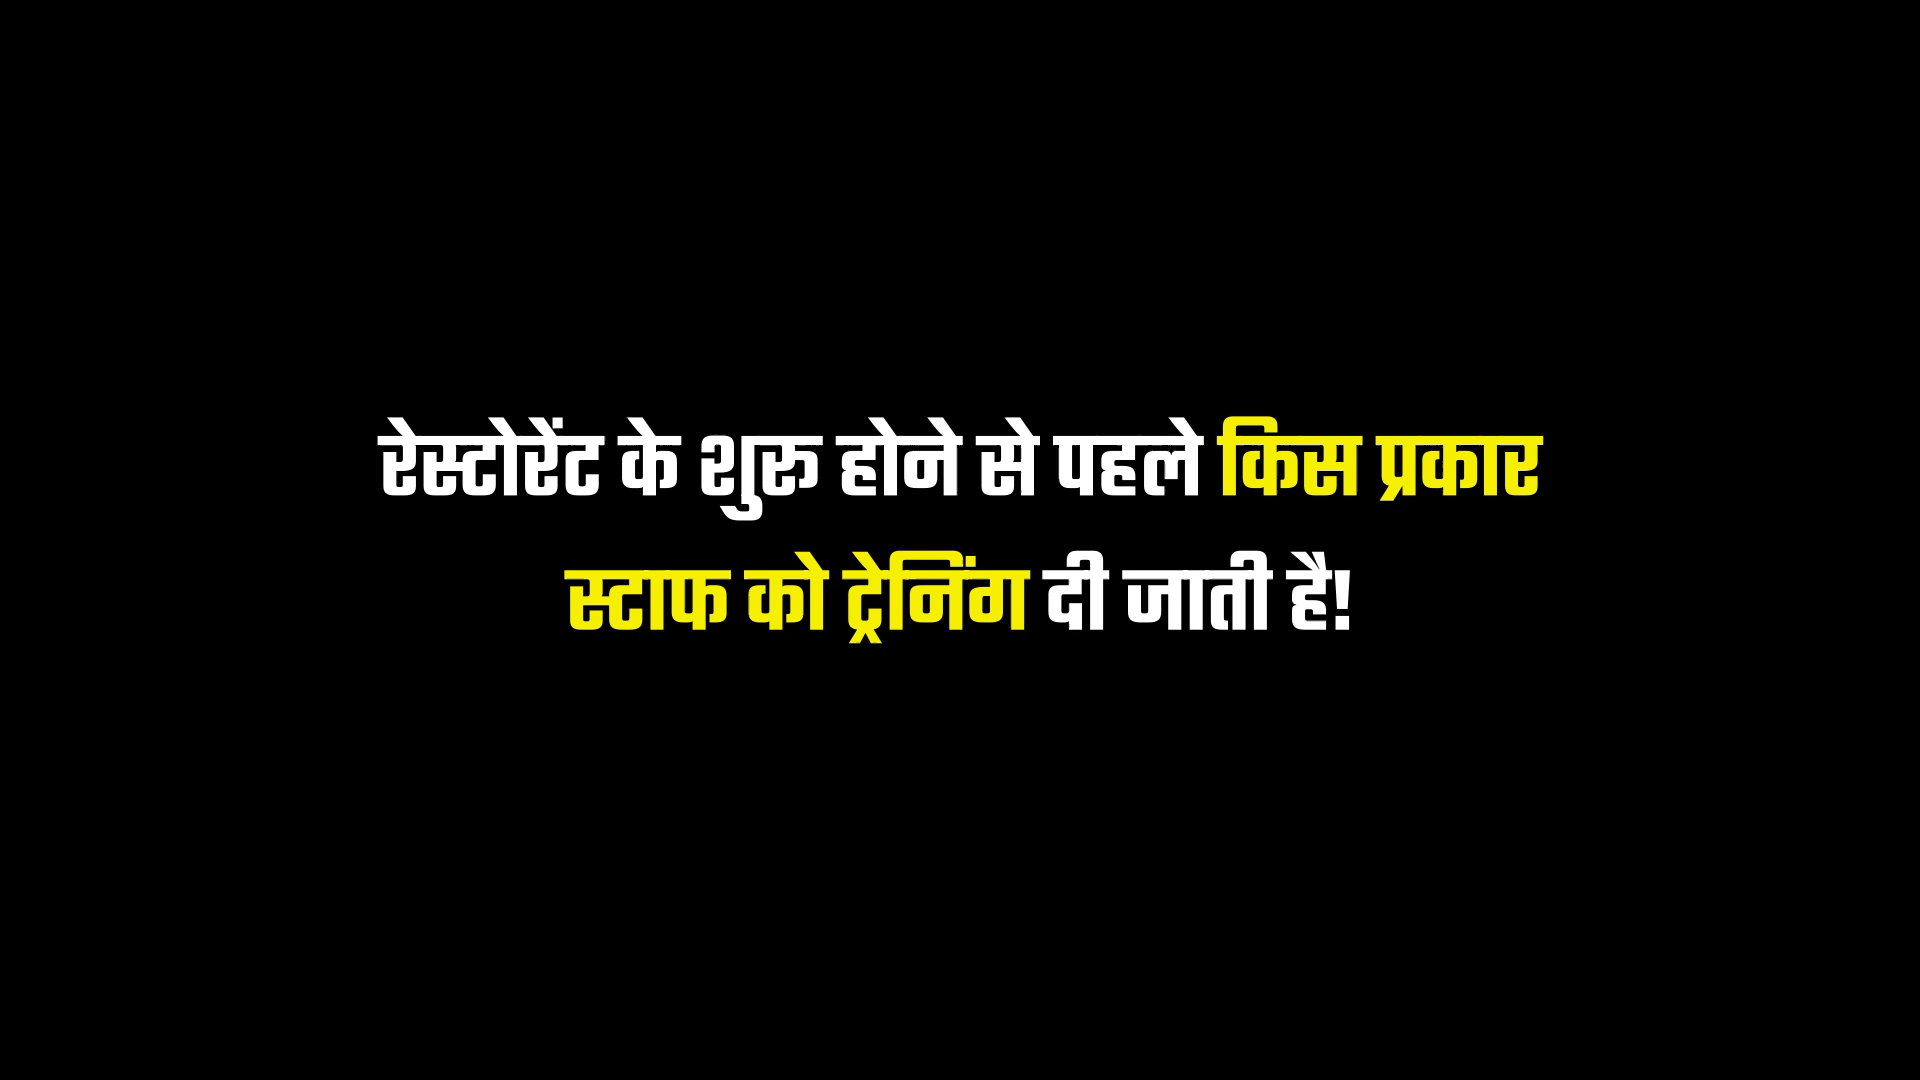 रेस्टोरेंट के शुरू होने से पहले किस प्रकार
स्टाफ को ट्रेनिंग दी जाती है!